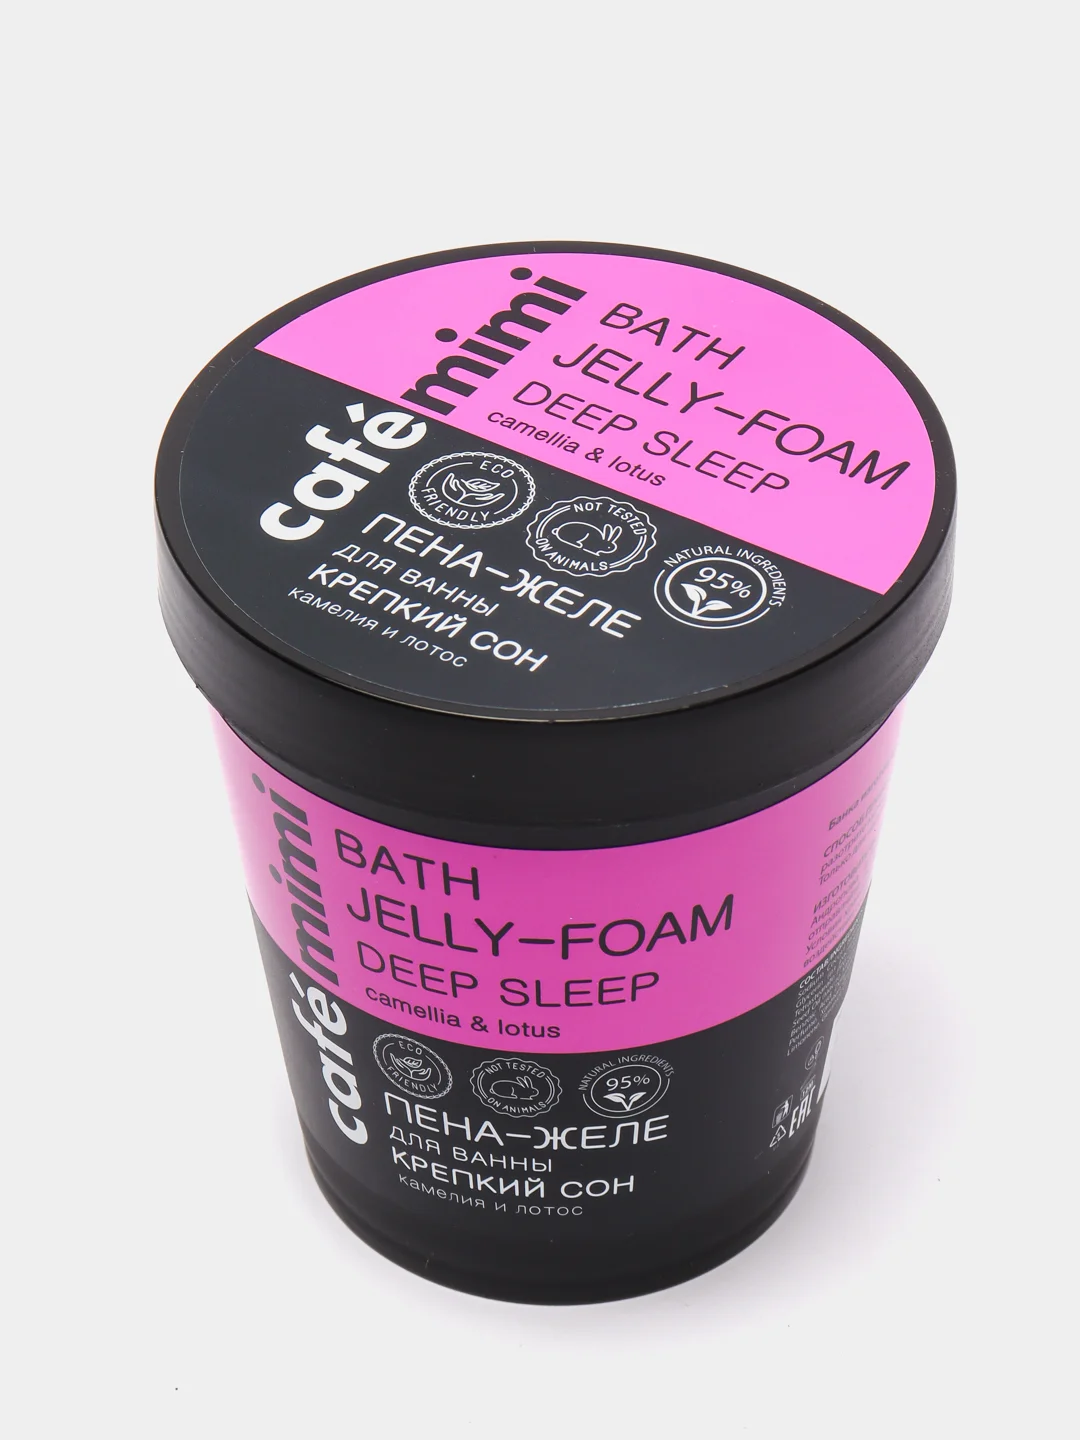 café mimi
BATH
JELLY-FOAM
DEEP SLEEP
camellia & lotus
ECO
FRIENDLY
NOT TESTED
ON ANIMALS
NATURAL INGREDIENTS
95%
ПЕНА-ЖЕЛЕ
ДЛЯ ВАННЫ
КРЕПКИЙ СОН
камелия и лотос
café mimi
BATH
JELLY-FOAM
DEEP SLEEP
camellia & lotus
ECO
FRIENDLY
NOT TESTED
ON ANIMALS
NATURAL INGREDIENTS
95%
ПЕНА-ЖЕЛЕ
ДЛЯ ВАННЫ
КРЕПКИЙ СОН
камелия и лотос
Банка
EAC